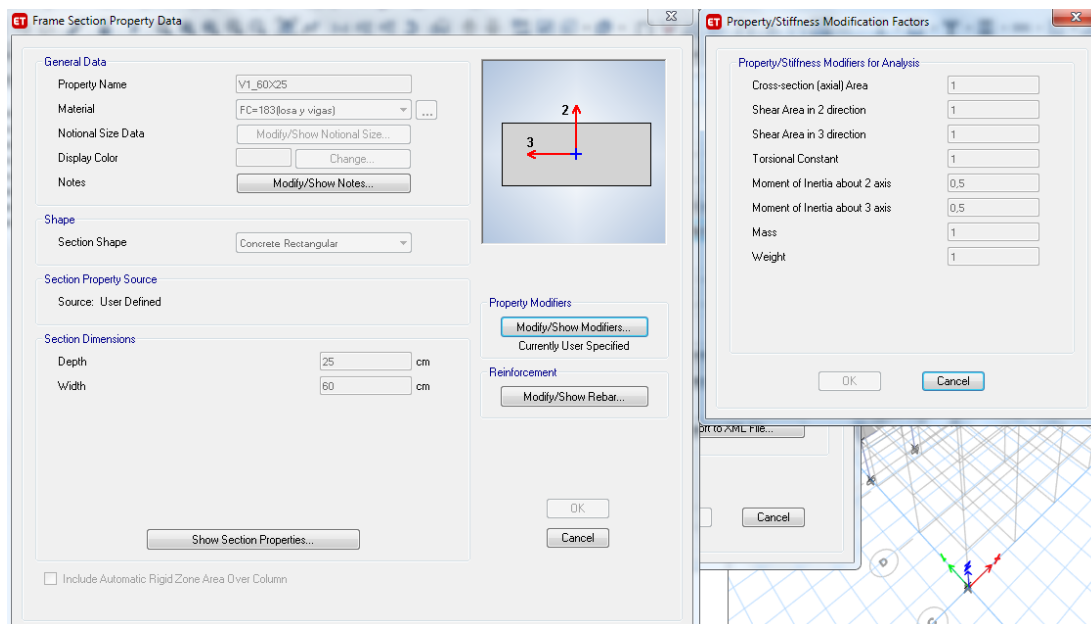 ET Frame Section Property Data
General Data
Property Name V1_60X25
Material FC=183(losa y vigas) ...
Notional Size Data Modify/Show Notional Size...
Display Color Change...
Notes Modify/Show Notes...
Shape
Section Shape Concrete Rectangular
Section Property Source
Source: User Defined
Section Dimensions
Depth 25 cm
Width 60 cm
Show Section Properties...
Include Automatic Rigid Zone Area Over Column
2
3
Property Modifiers
Modify/Show Modifiers...
Currently User Specified
Reinforcement
Modify/Show Rebar...
OK
Cancel
ET Property/Stiffness Modification Factors
Property/Stiffness Modifiers for Analysis
Cross-section (axial) Area 1
Shear Area in 2 direction 1
Shear Area in 3 direction 1
Torsional Constant 1
Moment of Inertia about 2 axis 0,5
Moment of Inertia about 3 axis 0,5
Mass 1
Weight 1
OK Cancel
to XML File...
Cancel
D